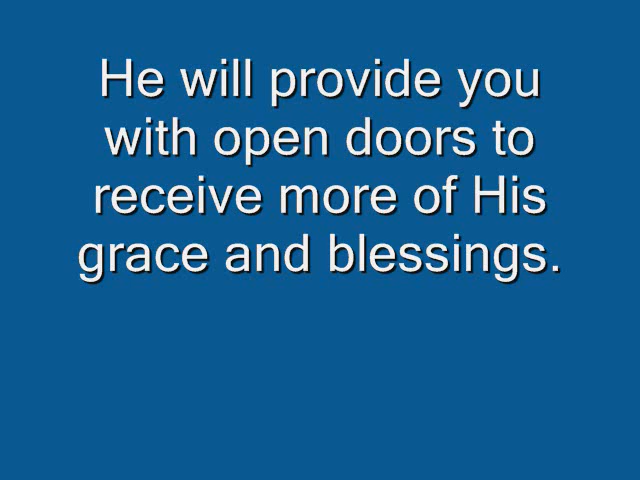 He will provide you
with open doors to
receive more of His
grace and blessings.